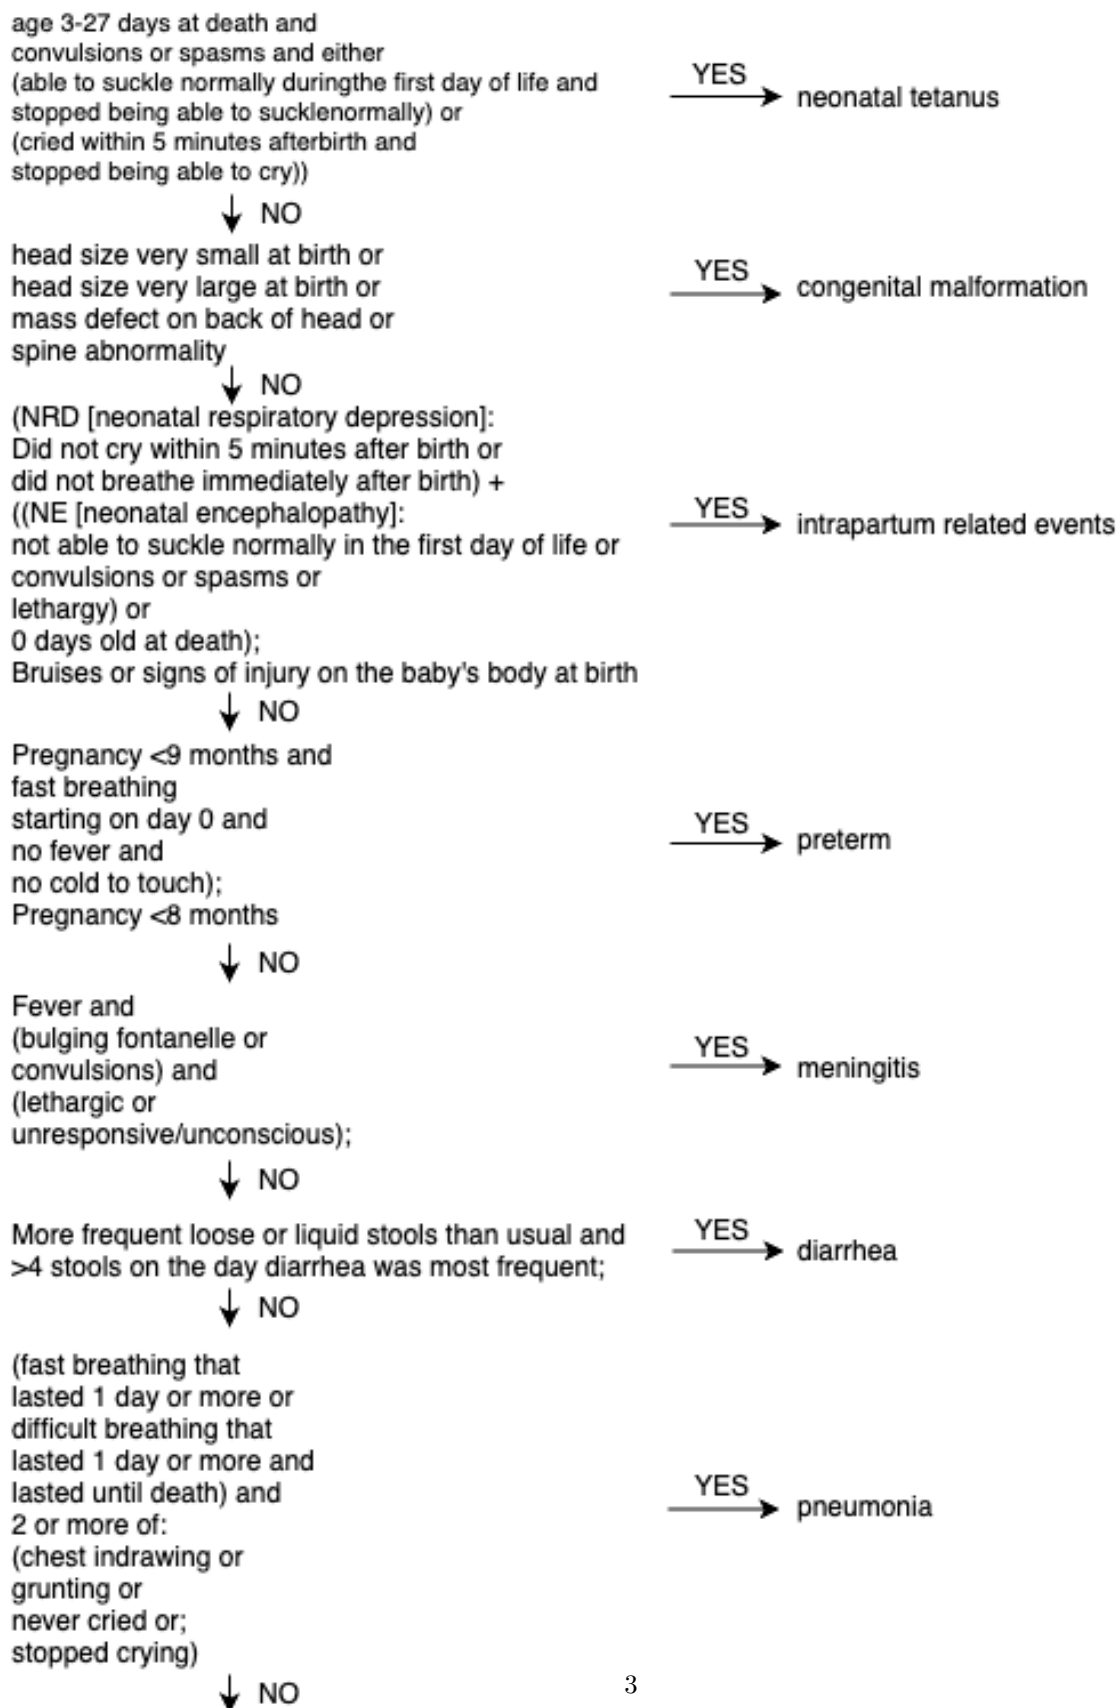 age 3-27 days at death and
convulsions or spasms and either
(able to suckle normally duringthe first day of life and
stopped being able to sucklenormally) or
(cried within 5 minutes afterbirth and
stopped being able to cry))
YES
neonatal tetanus
NO
head size very small at birth or
head size very large at birth or
mass defect on back of head or
spine abnormality
YES
congenital malformation
NO
(NRD [neonatal respiratory depression]:
Did not cry within 5 minutes after birth or
did not breathe immediately after birth) +
((NE [neonatal encephalopathy]:
not able to suckle normally in the first day of life or
convulsions or spasms or
lethargy) or
0 days old at death);
Bruises or signs of injury on the baby's body at birth
YES
intrapartum related events
NO
Pregnancy <9 months and
fast breathing
starting on day 0 and
no fever and
no cold to touch);
Pregnancy <8 months
YES
preterm
NO
Fever and
(bulging fontanelle or
convulsions) and
(lethargic or
unresponsive/unconscious);
YES
meningitis
NO
More frequent loose or liquid stools than usual and
>4 stools on the day diarrhea was most frequent;
YES
diarrhea
NO
(fast breathing that
lasted 1 day or more or
difficult breathing that
lasted 1 day or more and
lasted until death) and
2 or more of:
(chest indrawing or
grunting or
never cried or;
stopped crying)
YES
pneumonia
NO
3